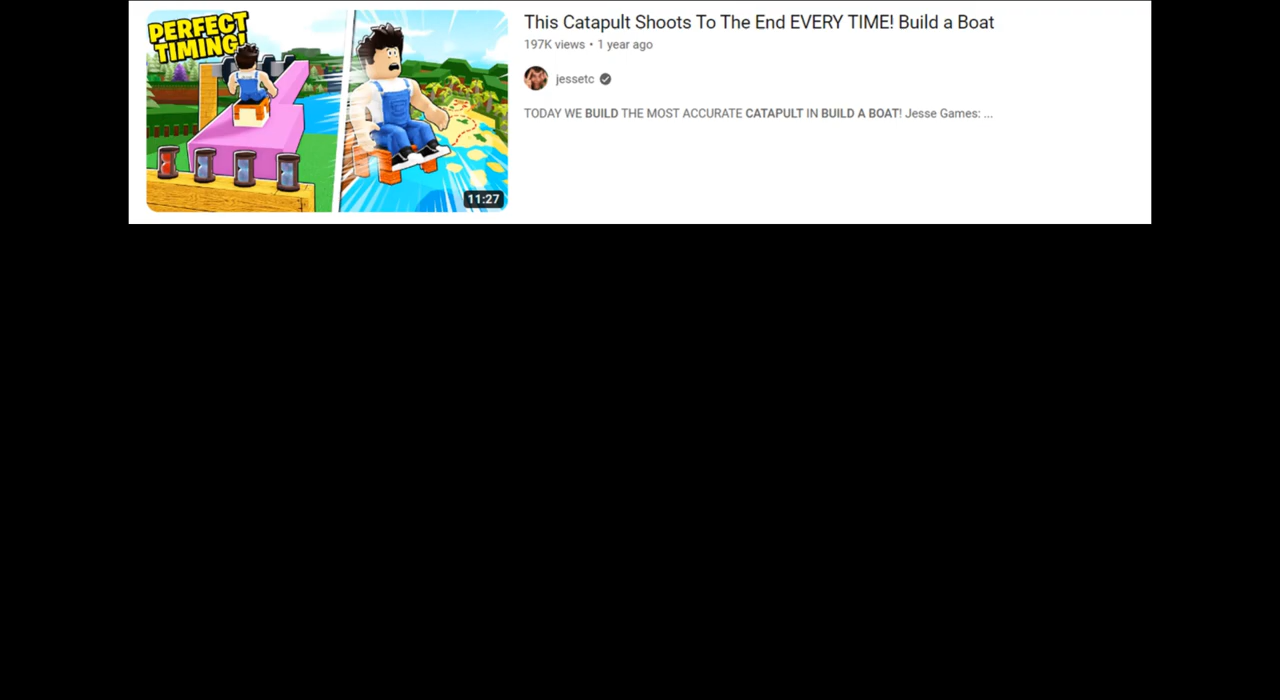 PERFECT
TIMING!
11:27
This Catapult Shoots To The End EVERY TIME! Build a Boat
197K views • 1 year ago
jessetc
TODAY WE BUILD THE MOST ACCURATE CATAPULT IN BUILD A BOAT! Jesse Games: ...